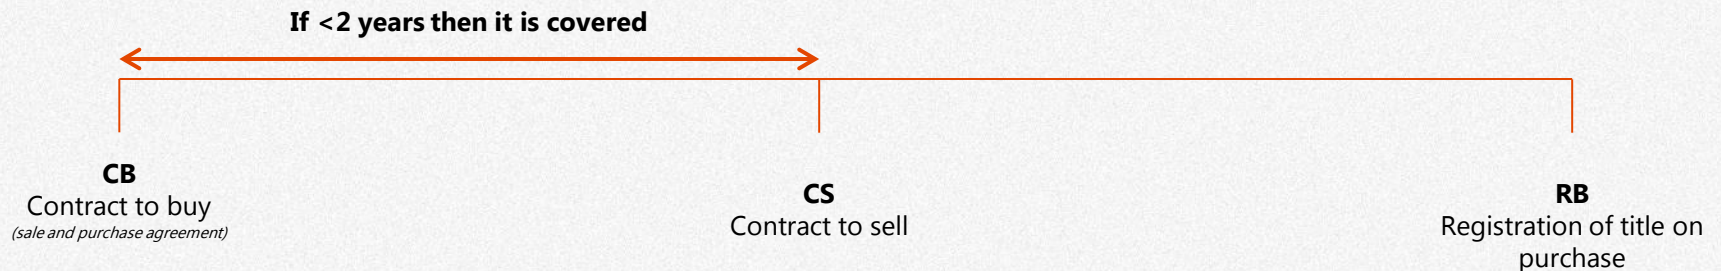 If <2 years then it is covered
CB
Contract to buy
(sale and purchase agreement)
CS
Contract to sell
RB
Registration of title on
purchase